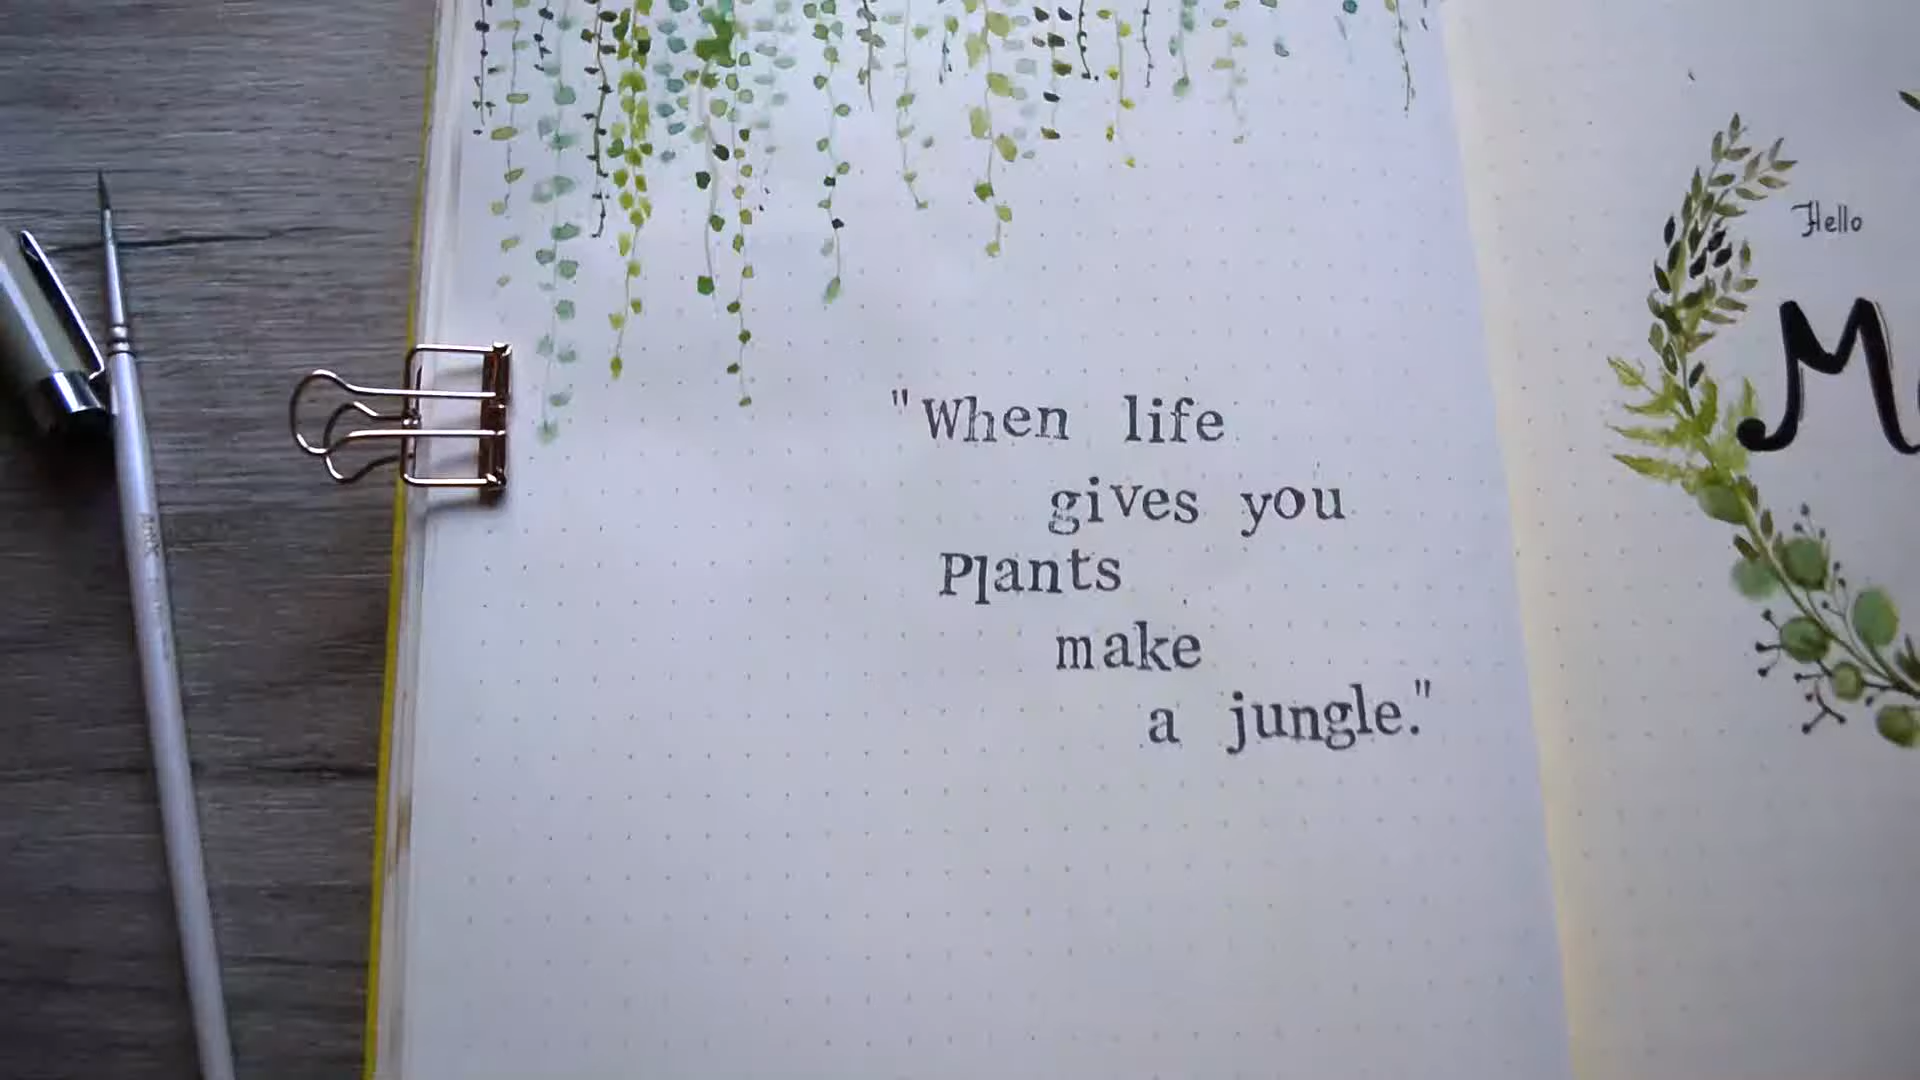 "When life
gives you
Plants
make
a jungle."
Hello